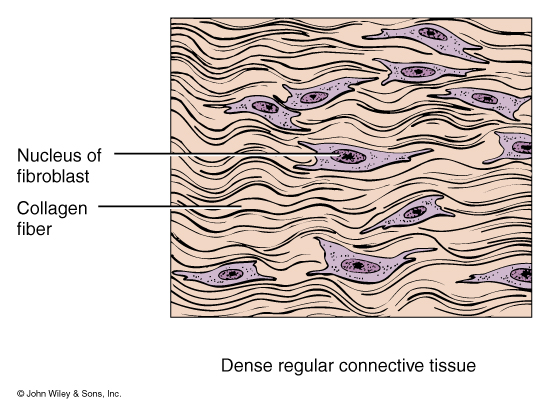 Nucleus of
fibroblast
Collagen
fiber
Dense regular connective tissue
© John Wiley & Sons, Inc.